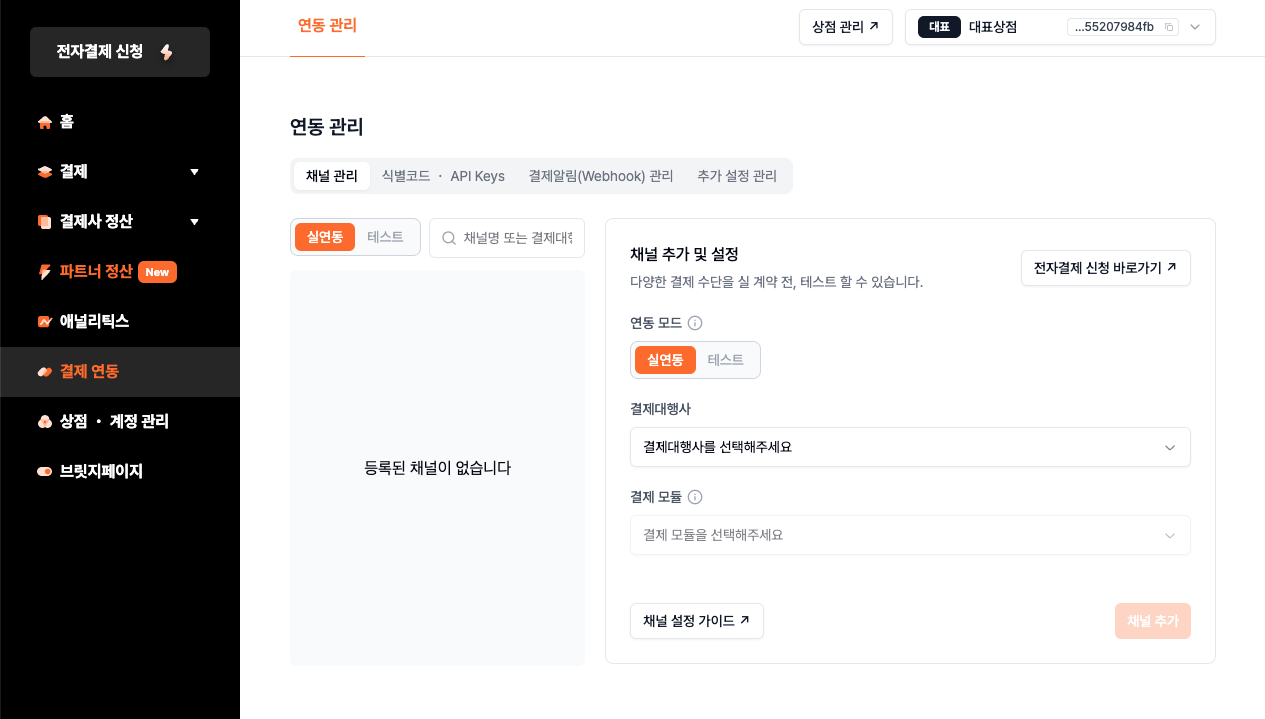 전자결제 신청
홈
결제
결제사 정산
파트너 정산 New
애널리틱스
결제 연동
상점 · 계정 관리
브릿지페이지
연동 관리
상점 관리
대표 대표상점 ...55207984fb
연동 관리
채널 관리 식별코드 · API Keys 결제알림(Webhook) 관리 추가 설정 관리
실연동 테스트
채널명 또는 결제대행
등록된 채널이 없습니다
채널 추가 및 설정
다양한 결제 수단을 실 계약 전, 테스트 할 수 있습니다.
전자결제 신청 바로가기
연동 모드
실연동 테스트
결제대행사
결제대행사를 선택해주세요
결제 모듈
결제 모듈을 선택해주세요
채널 설정 가이드
채널 추가